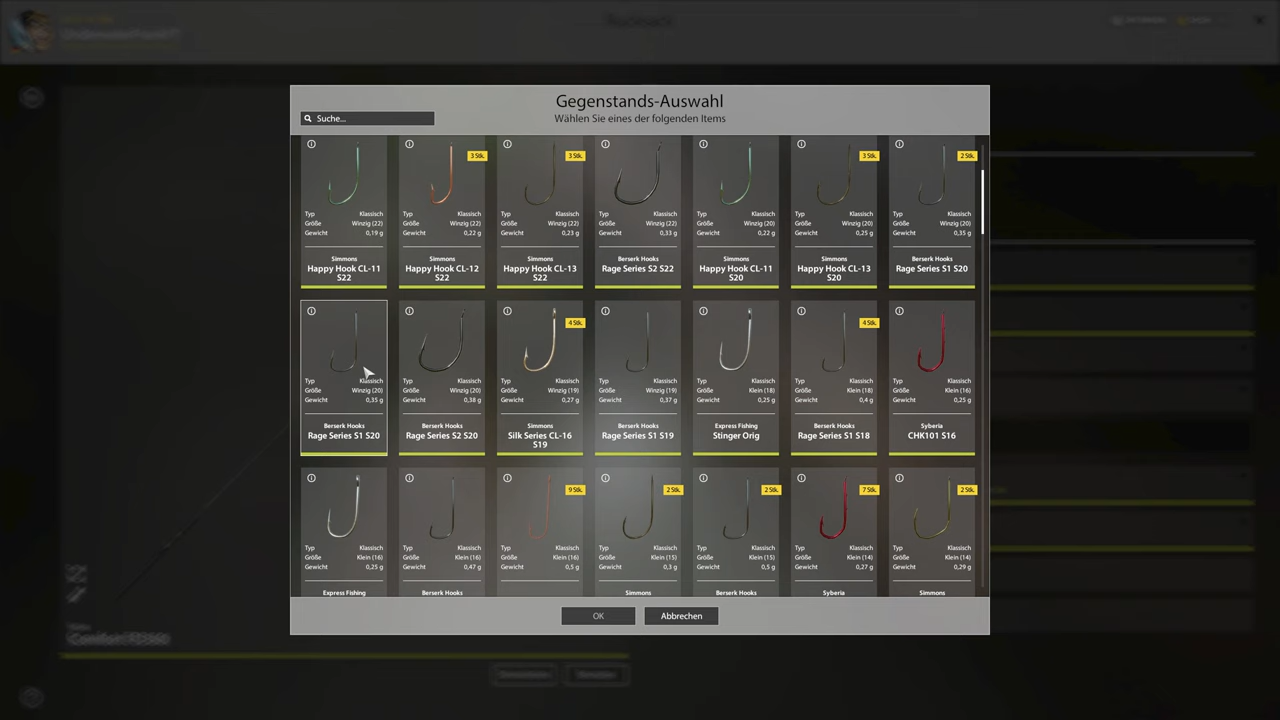 Gegenstands-Auswahl
Suche...
Wählen Sie eines der folgenden Items
3 Stk.
3 Stk.
3 Stk.
2 Stk.
Typ Klassisch
Größe Winzig (22)
Gewicht 0,19 g
Simmons
Happy Hook CL-11
S22
Typ Klassisch
Größe Winzig (22)
Gewicht 0,22 g
Simmons
Happy Hook CL-12
S22
Typ Klassisch
Größe Winzig (22)
Gewicht 0,23 g
Simmons
Happy Hook CL-13
S22
Typ Klassisch
Größe Winzig (22)
Gewicht 0,33 g
Berserk Hooks
Rage Series S2 S22
Typ Klassisch
Größe Winzig (20)
Gewicht 0,22 g
Simmons
Happy Hook CL-11
S20
Typ Klassisch
Größe Winzig (20)
Gewicht 0,25 g
Simmons
Happy Hook CL-13
S20
Typ Klassisch
Größe Winzig (20)
Gewicht 0,35 g
Berserk Hooks
Rage Series S1 S20
4 Stk.
4 Stk.
Typ Klassisch
Größe Winzig (20)
Gewicht 0,35 g
Berserk Hooks
Rage Series S1 S20
Typ Klassisch
Größe Winzig (20)
Gewicht 0,38 g
Berserk Hooks
Rage Series S2 S20
Typ Klassisch
Größe Winzig (19)
Gewicht 0,27 g
Simmons
Silk Series CL-16
S19
Typ Klassisch
Größe Winzig (19)
Gewicht 0,37 g
Berserk Hooks
Rage Series S1 S19
Typ Klassisch
Größe Klein (18)
Gewicht 0,25 g
Express Fishing
Stinger Orig
Typ Klassisch
Größe Klein (18)
Gewicht 0,4 g
Berserk Hooks
Rage Series S1 S18
Typ Klassisch
Größe Klein (16)
Gewicht 0,25 g
Syberia
CHK101 S16
9 Stk.
2 Stk.
2 Stk.
7 Stk.
2 Stk.
Typ Klassisch
Größe Klein (16)
Gewicht 0,25 g
Express Fishing
Typ Klassisch
Größe Klein (16)
Gewicht 0,47 g
Berserk Hooks
Typ Klassisch
Größe Klein (16)
Gewicht 0,5 g
Typ Klassisch
Größe Klein (15)
Gewicht 0,3 g
Simmons
Typ Klassisch
Größe Klein (15)
Gewicht 0,5 g
Berserk Hooks
Typ Klassisch
Größe Klein (14)
Gewicht 0,27 g
Syberia
Typ Klassisch
Größe Klein (14)
Gewicht 0,29 g
Simmons
OK
Abbrechen